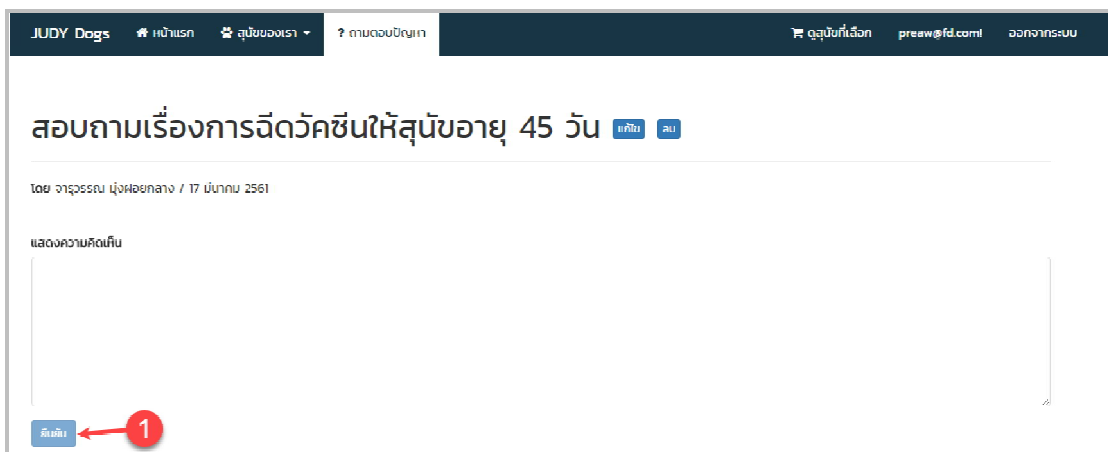 JUDY Dogs หน้าแรก สุนัขของเรา ? ถามตอบปัญหา ดูสุนัขที่เลือก preaw@fd.com! ออกจากระบบ
สอบถามเรื่องการฉีดวัคซีนให้สุนัขอายุ 45 วัน แก้ไข ลบ
โดย จารุวรรณ มุ่งฝอยกลาง / 17 มีนาคม 2561
แสดงความคิดเห็น
ยืนยัน 1